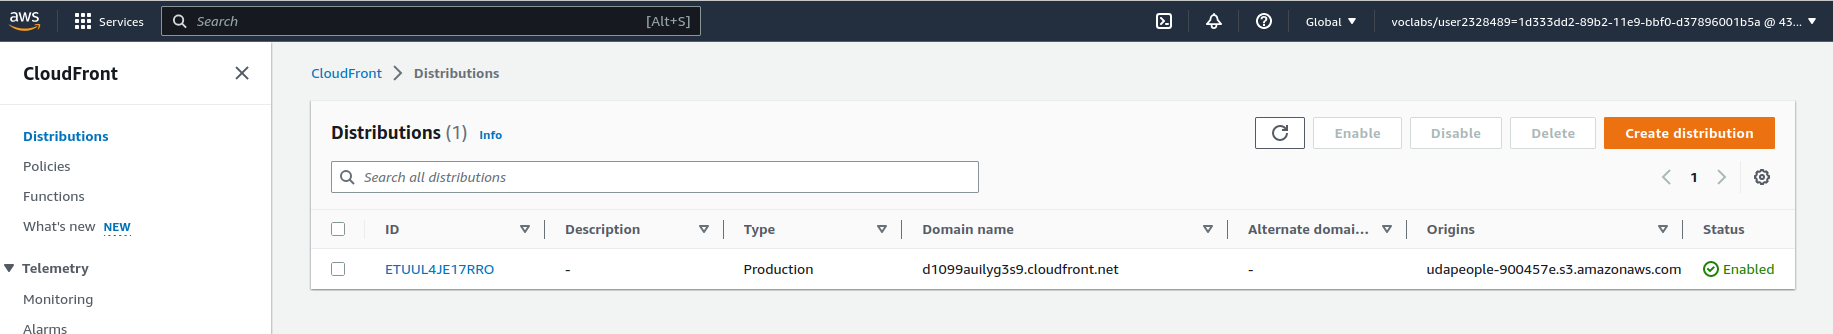 aws Services Search [Alt+S] Global voclabs/user2328489=1d333dd2-89b2-11e9-bbf0-d37896001b5a @ 43...
CloudFront
Distributions
Policies
Functions
What's new NEW
Telemetry
Monitoring
Alarms
CloudFront Distributions
Distributions (1) Info Enable Disable Delete Create distribution
Search all distributions 1
ID Description Type Domain name Alternate domai... Origins Status
ETUUL4JE17RRO - Production d1099auilyg3s9.cloudfront.net - udapeople-900457e.s3.amazonaws.com Enabled